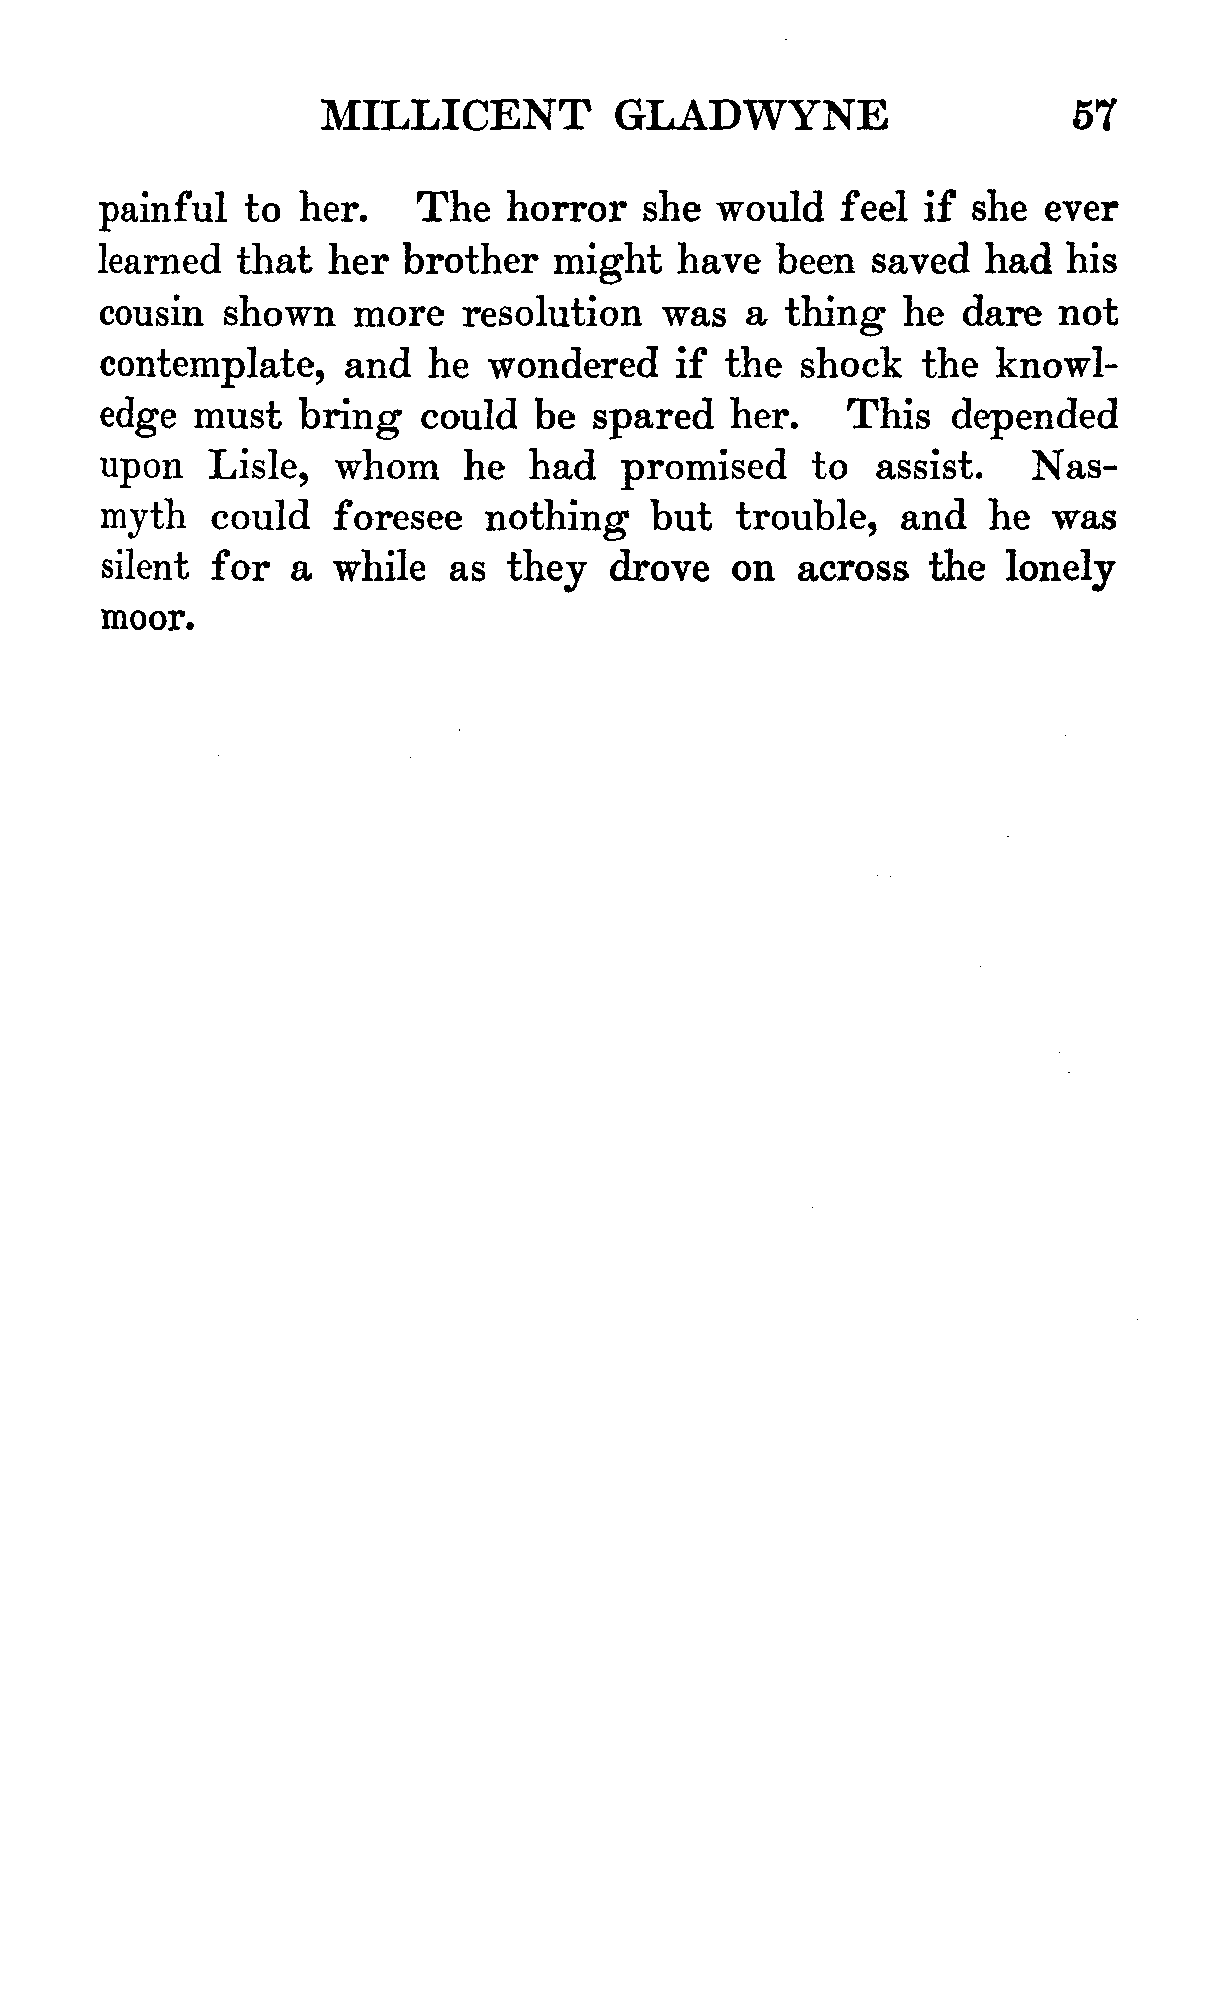 MILLICENT GLADWYNE 57
painful to her. The horror she would feel if she ever
learned that her brother might have been saved had his
cousin shown more resolution was a thing he dare not
contemplate, and he wondered if the shock the knowl-
edge must bring could be spared her. This depended
upon Lisle, whom he had promised to assist. Nas-
myth could foresee nothing but trouble, and he was
silent for a while as they drove on across the lonely
moor.